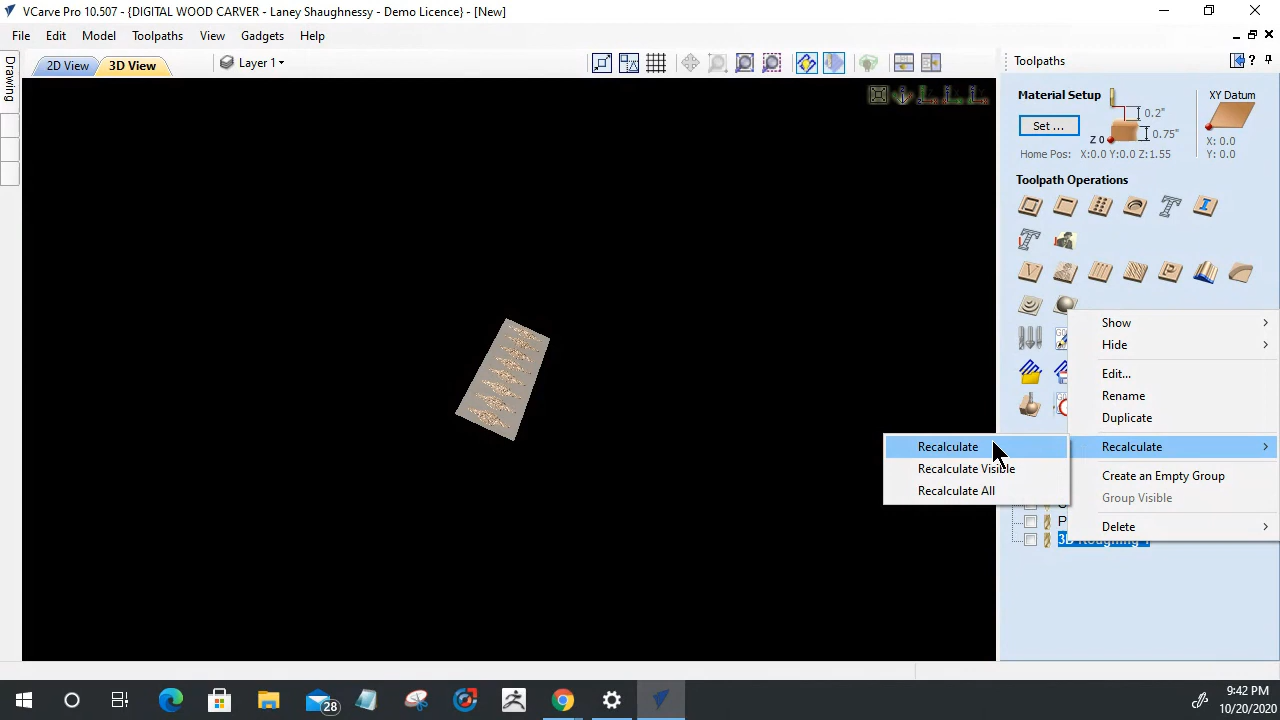 VCarve Pro 10.507 - {DIGITAL WOOD CARVER - Laney Shaughnessy - Demo Licence} - [New]
File Edit Model Toolpaths View Gadgets Help
2D View 3D View Layer 1
Drawing
Toolpaths
Material Setup
Set ...
0.2"
Z 0
0.75"
Home Pos: X:0.0 Y:0.0 Z:1.55
XY Datum
X: 0.0
Y: 0.0
Toolpath Operations
Show
Hide
Edit...
Rename
Duplicate
Recalculate
Create an Empty Group
Group Visible
Delete
Recalculate
Recalculate Visible
Recalculate All
3D Roughing 1
28
9:42 PM
10/20/2020